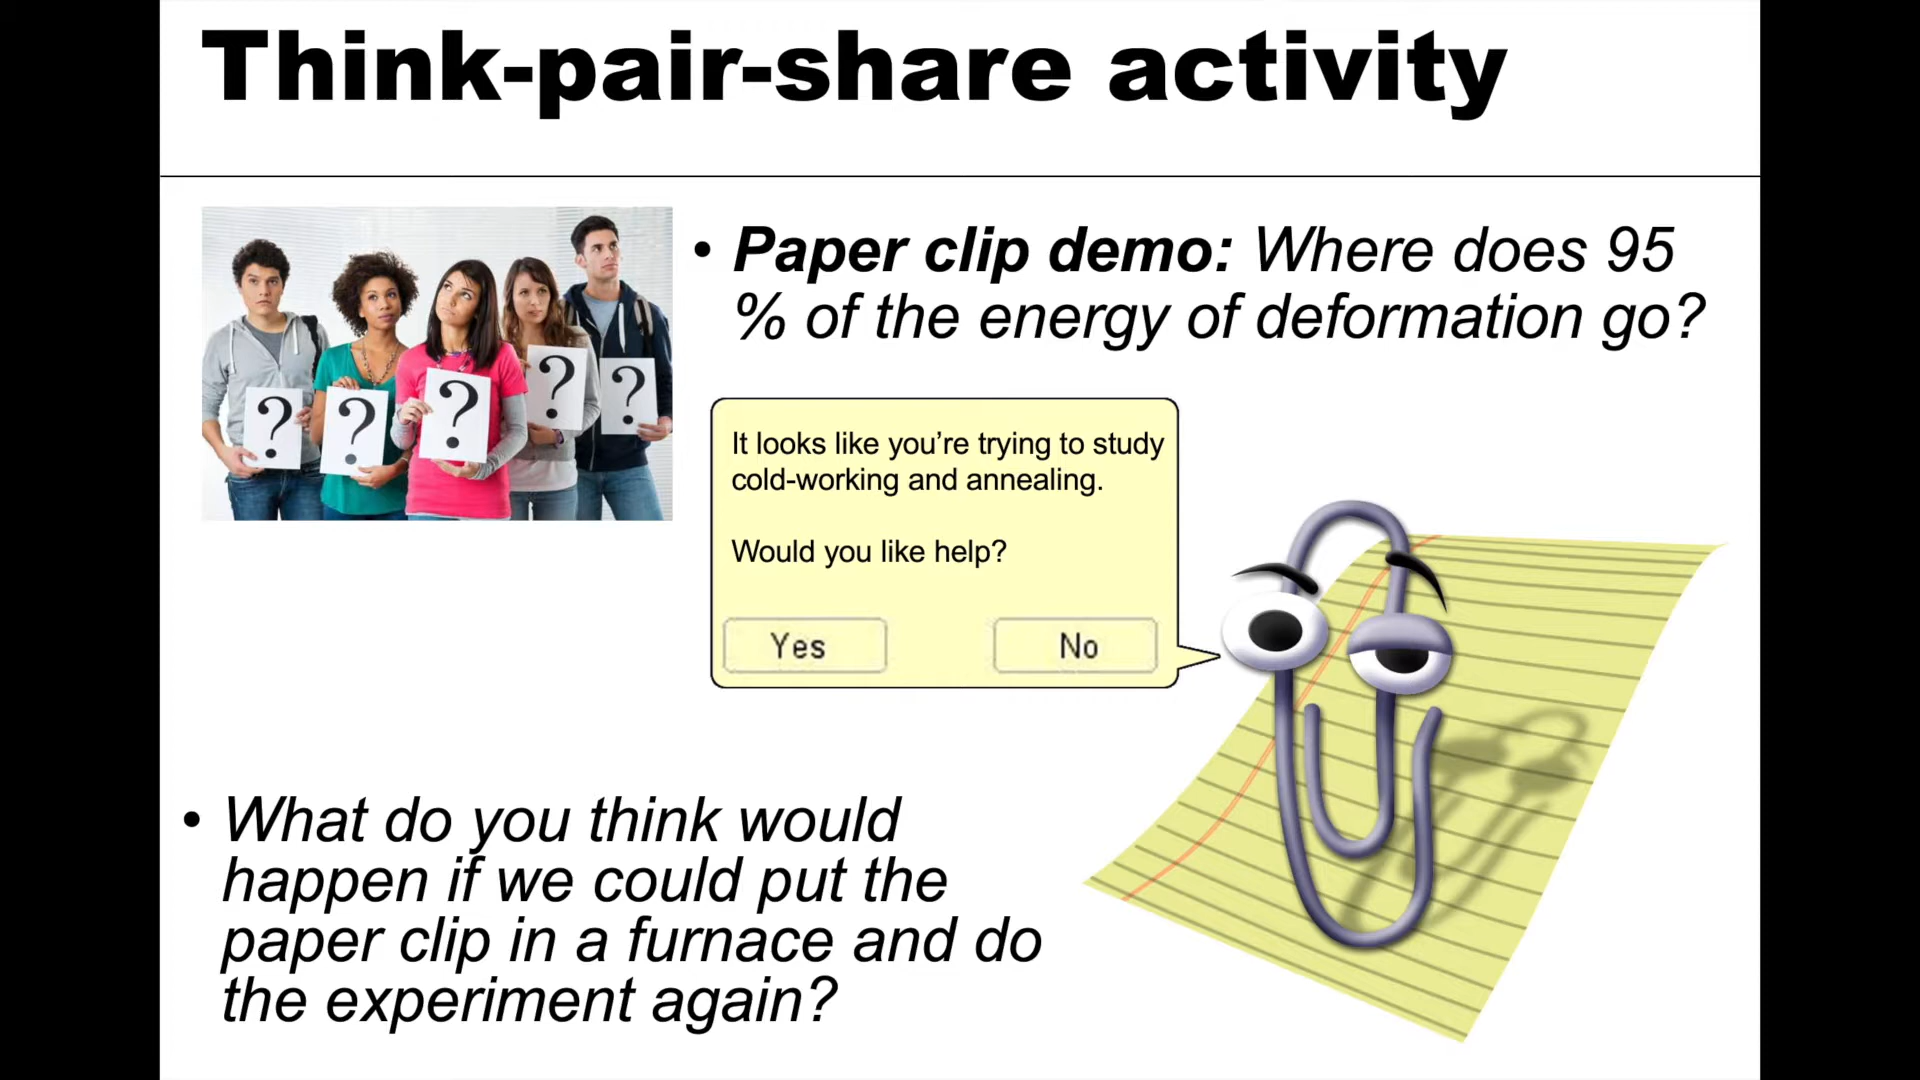 Think-pair-share activity
• Paper clip demo: Where does 95
% of the energy of deformation go?
? ? ? ? ?
It looks like you’re trying to study
cold-working and annealing.
Would you like help?
Yes No
• What do you think would
happen if we could put the
paper clip in a furnace and do
the experiment again?